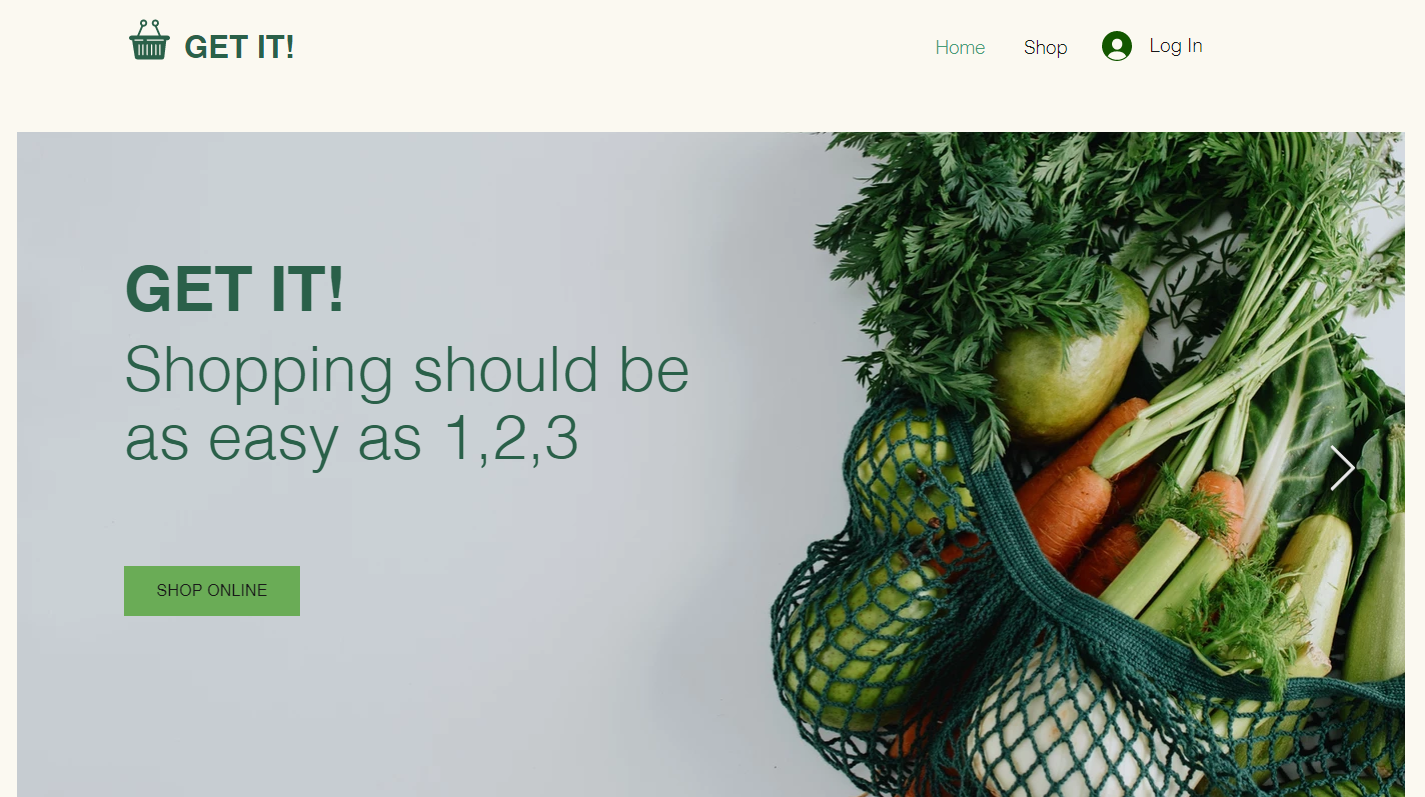 GET IT!
Home
Shop
Log In
GET IT!
Shopping should be
as easy as 1,2,3
SHOP ONLINE